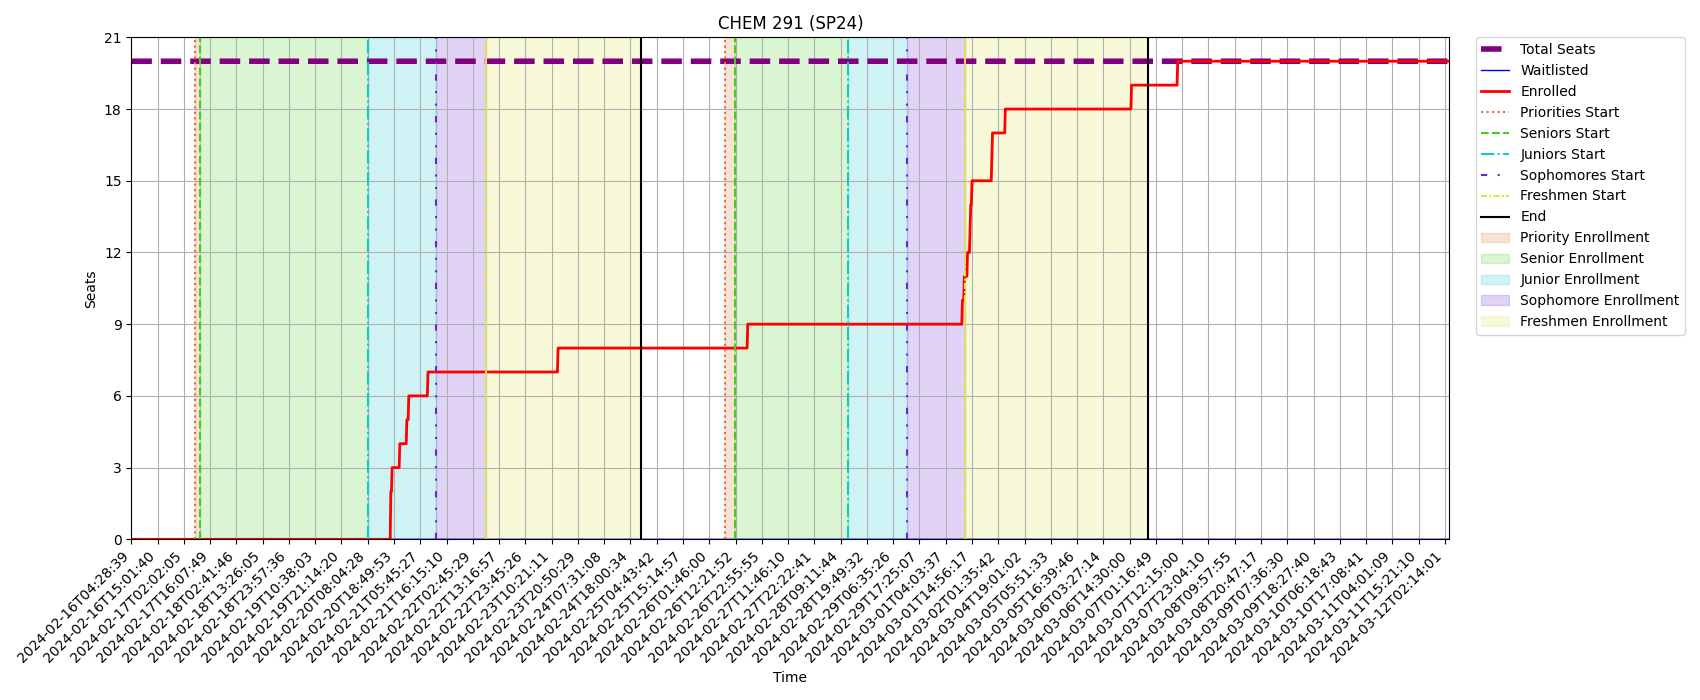 CHEM 291 (SP24)
21
18
15
12
9
6
3
0
Seats
2024-02-16T04:28:39
2024-02-16T15:01:40
2024-02-17T02:02:05
2024-02-17T16:07:49
2024-02-18T02:41:46
2024-02-18T13:26:05
2024-02-18T23:57:36
2024-02-19T10:38:03
2024-02-19T21:14:20
2024-02-20T08:04:28
2024-02-20T18:49:53
2024-02-21T05:45:27
2024-02-21T16:15:10
2024-02-22T02:45:29
2024-02-22T13:16:57
2024-02-22T23:45:26
2024-02-23T10:21:11
2024-02-23T20:50:29
2024-02-24T07:31:08
2024-02-24T18:00:34
2024-02-25T04:43:42
2024-02-25T15:14:57
2024-02-26T01:46:00
2024-02-26T12:21:52
2024-02-26T22:55:55
2024-02-27T11:46:10
2024-02-27T22:22:41
2024-02-28T09:11:44
2024-02-28T19:49:32
2024-02-29T06:35:26
2024-02-29T17:25:07
2024-03-01T04:03:37
2024-03-01T14:56:17
2024-03-02T01:35:42
2024-03-04T19:01:02
2024-03-05T05:51:33
2024-03-05T16:39:46
2024-03-06T03:27:14
2024-03-06T14:30:00
2024-03-07T01:16:49
2024-03-07T12:15:00
2024-03-07T23:04:10
2024-03-08T09:57:55
2024-03-08T20:47:17
2024-03-09T07:36:30
2024-03-09T18:27:40
2024-03-10T06:18:43
2024-03-10T17:08:41
2024-03-11T04:01:09
2024-03-11T15:21:10
2024-03-12T02:14:01
Time
Total Seats
Waitlisted
Enrolled
Priorities Start
Seniors Start
Juniors Start
Sophomores Start
Freshmen Start
End
Priority Enrollment
Senior Enrollment
Junior Enrollment
Sophomore Enrollment
Freshmen Enrollment